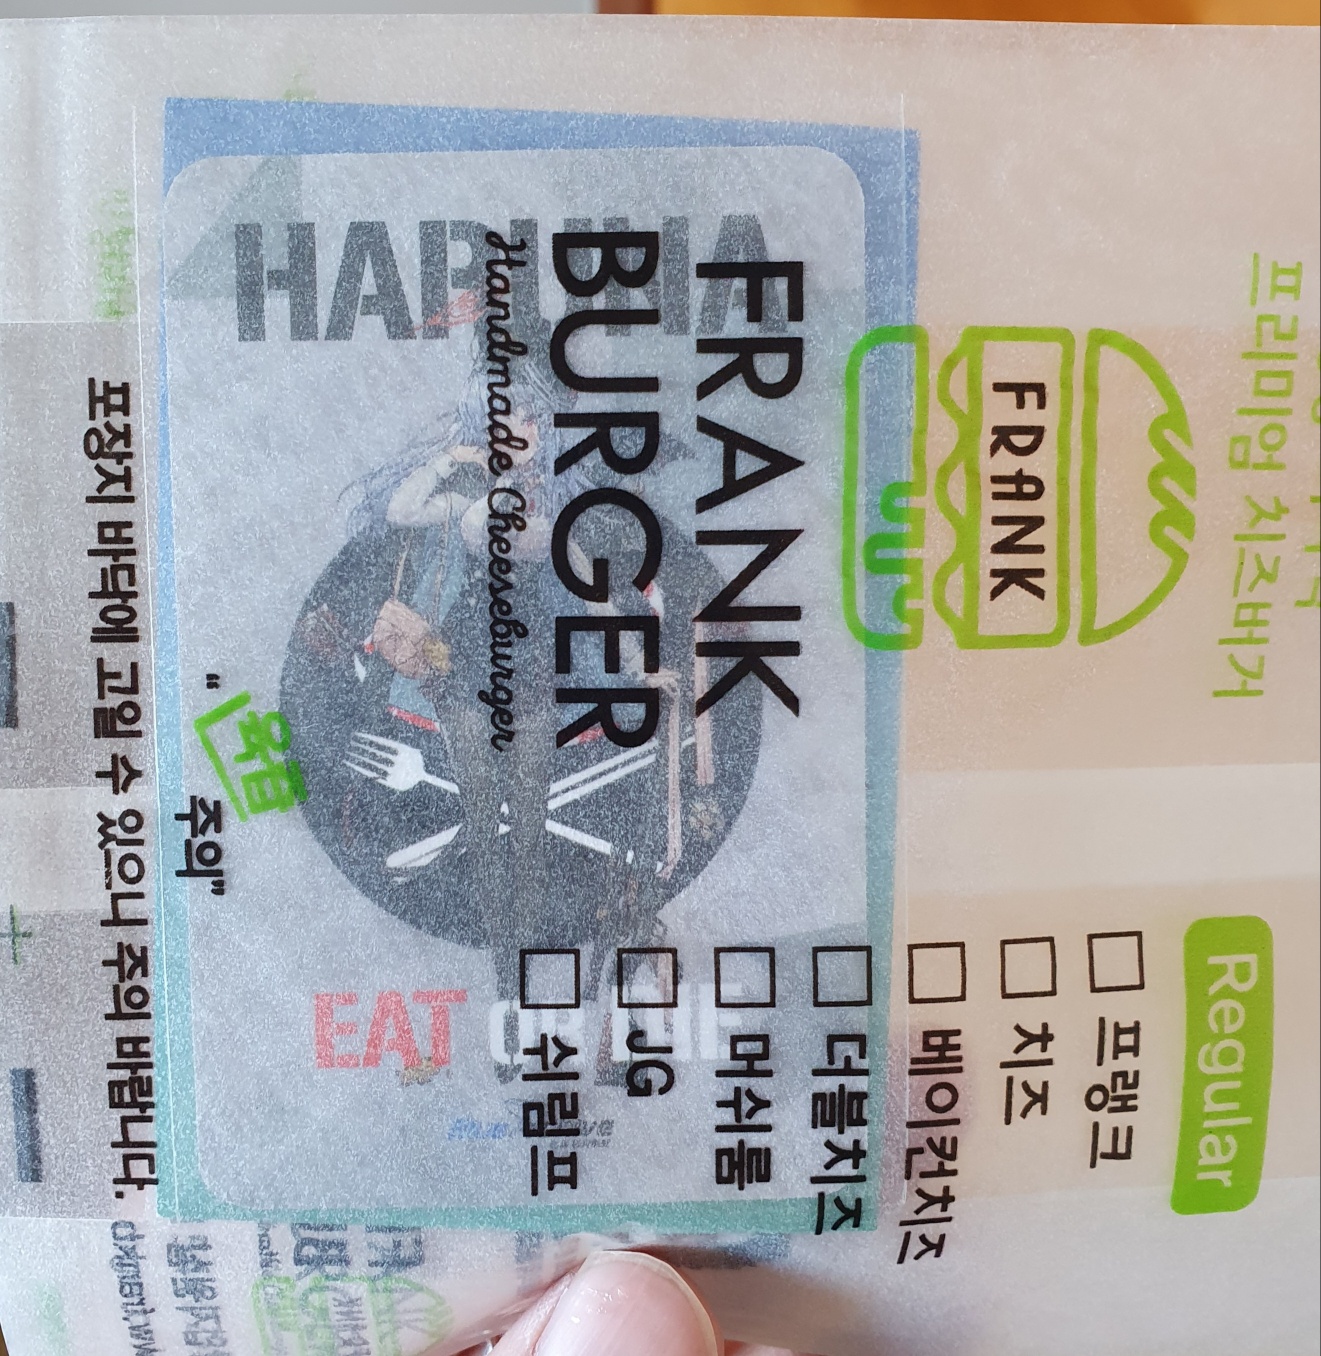 프리미엄 치즈버거
FRANK
FRANK
BURGER
Handmade Cheeseburger
Regular
□ 프랭크
□ 치즈
□ 베이컨치즈
□ 더블치즈
□ 머쉬룸
□ JG
□ 쉬림프
"육즙
주의"
포장지 바닥에 고일 수 있으니 주의 바랍니다.
HARUNA
EAT OR DIE